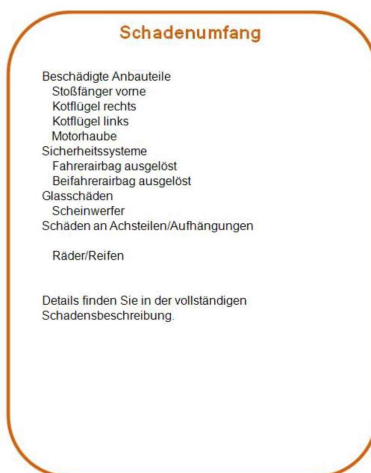 Schadenumfang
Beschädigte Anbauteile
Stoßfänger vorne
Kotflügel rechts
Kotflügel links
Motorhaube
Sicherheitssysteme
Fahrerairbag ausgelöst
Beifahrerairbag ausgelöst
Glasschäden
Scheinwerfer
Schäden an Achsteilen/Aufhängungen
Räder/Reifen
Details finden Sie in der vollständigen
Schadensbeschreibung.